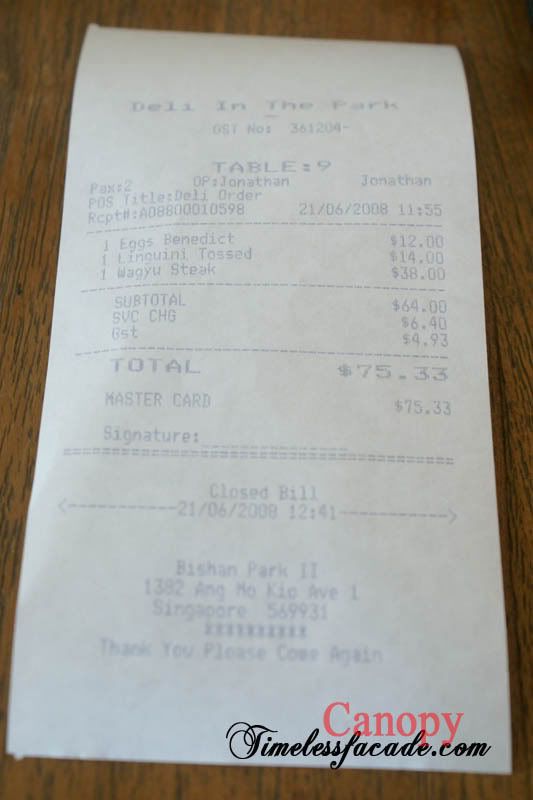 Deli In The Park
GST No: 361204-
TABLE:9
Pax:2 OP:Jonathan Jonathan
POS Title:Deli Order
Rcpt#:A08800010598 21/06/2008 11:55
1 Eggs Benedict $12.00
1 Linguini Tossed $14.00
1 Wagyu Steak $38.00
SUBTOTAL $64.00
SVC CHG $6.40
Gst $4.93
TOTAL $75.33
MASTER CARD $75.33
Signature:
Closed Bill
<-----------21/06/2008 12:41----------->
Bishan Park II
1382 Ang Mo Kio Ave 1
Singapore 569931
Thank You Please Come Again
Canopy
Timelessfacade.com